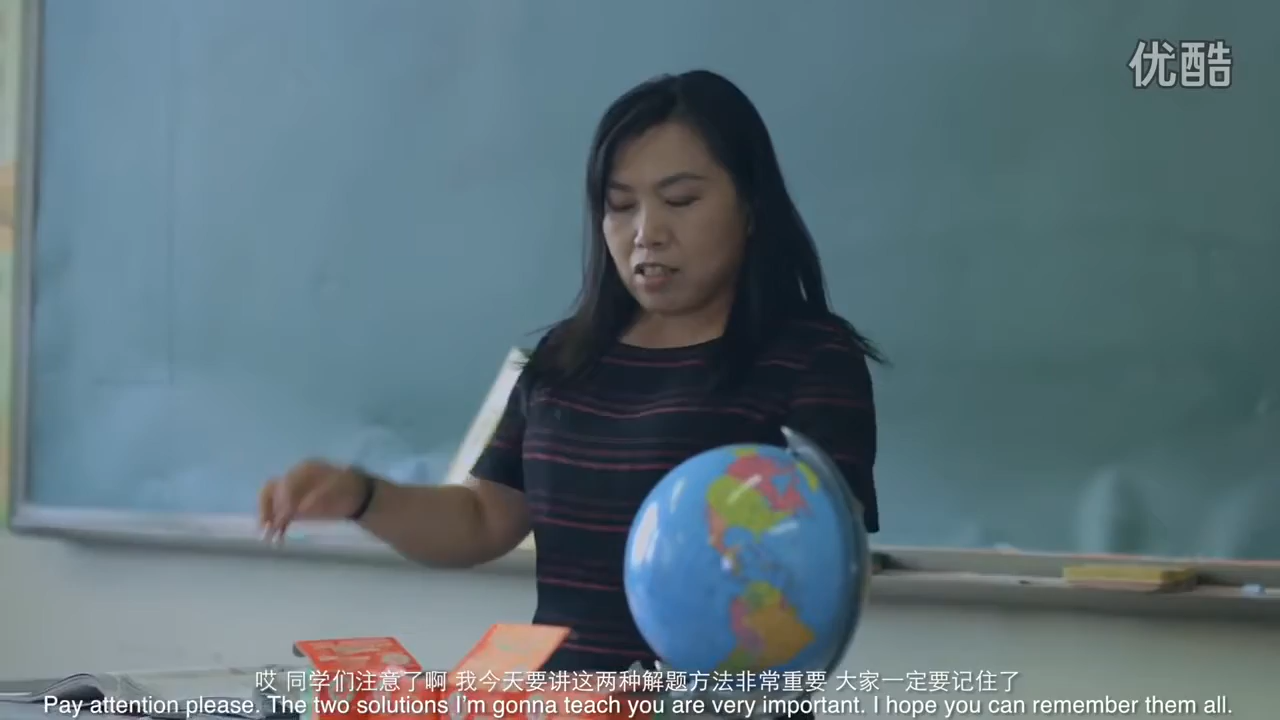 优酷
哎 同学们注意了啊 我今天要讲这两种解题方法非常重要 大家一定要记住了
Pay attention please. The two solutions I'm gonna teach you are very important. I hope you can remember them all.